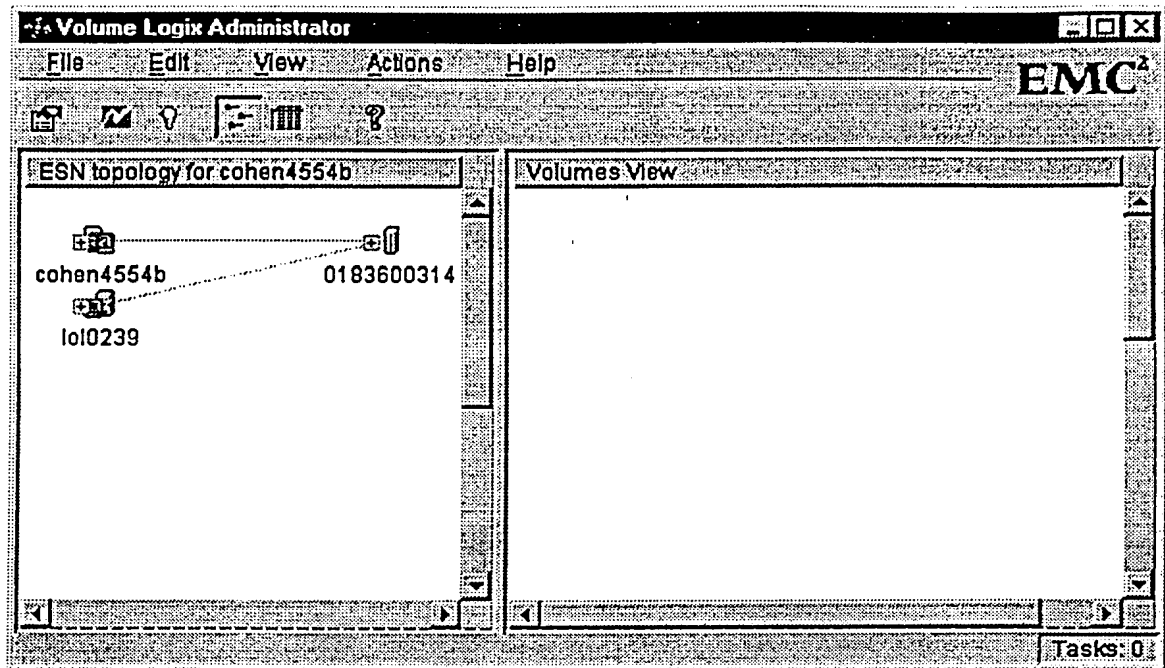 Volume Logix Administrator
File Edit View Actions Help
EMC²
ESN topology for cohen4554b
Volumes View
cohen4554b
0183600314
lol0239
Tasks: 0